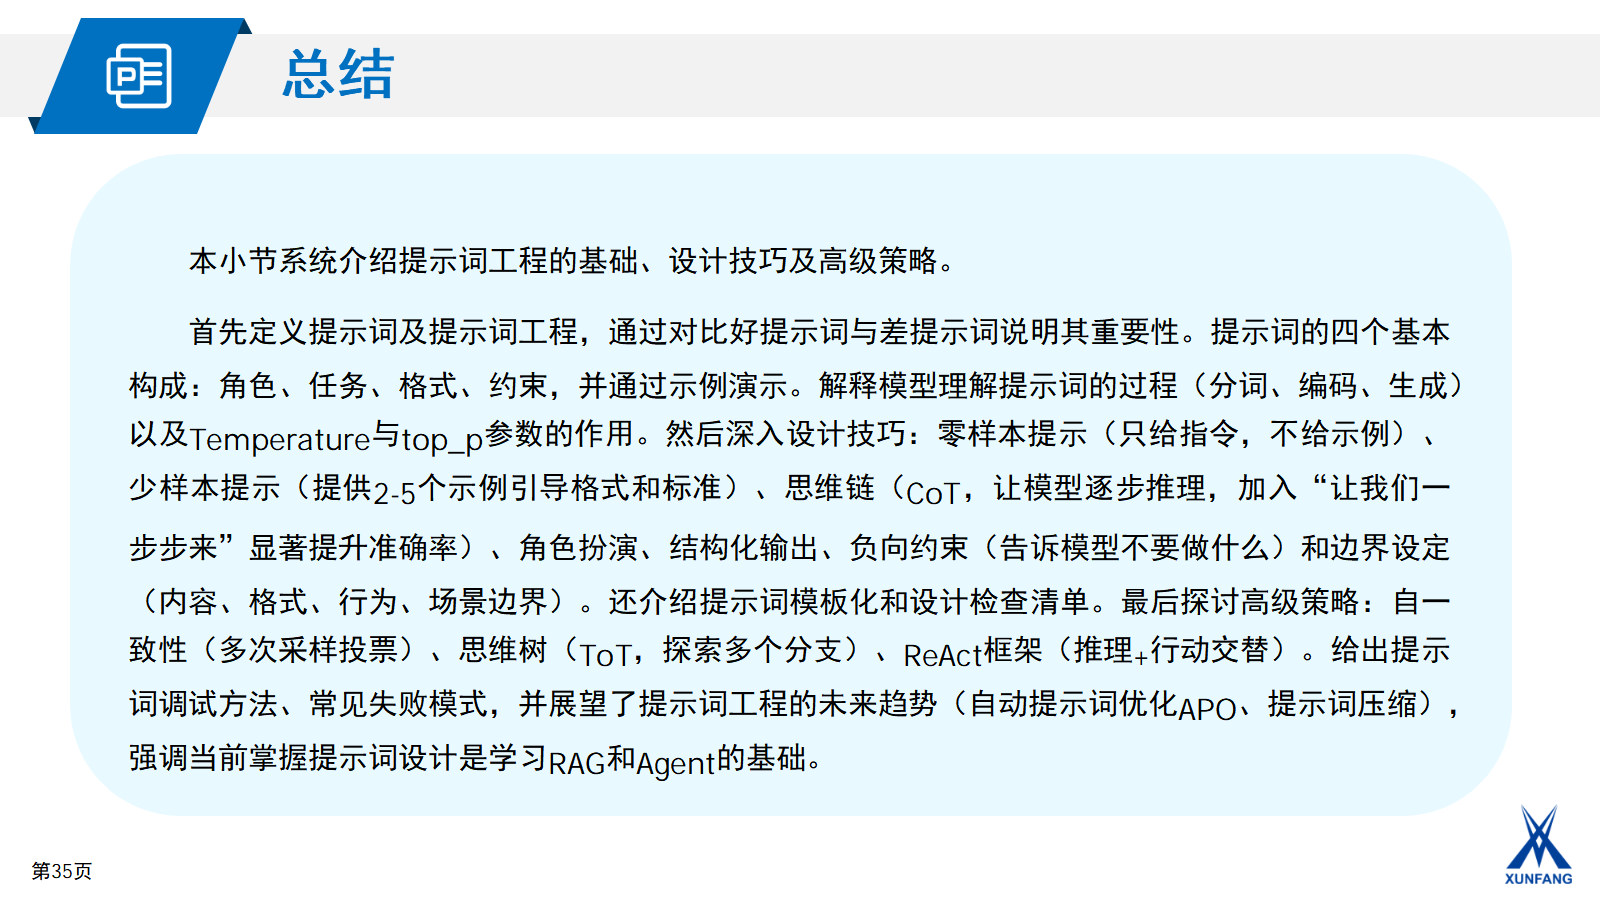 总结
本小节系统介绍提示词工程的基础、设计技巧及高级策略。
首先定义提示词及提示词工程，通过对比好提示词与差提示词说明其重要性。提示词的四个基本
构成：角色、任务、格式、约束，并通过示例演示。解释模型理解提示词的过程（分词、编码、生成）
以及Temperature与top_p参数的作用。然后深入设计技巧：零样本提示（只给指令，不给示例）、
少样本提示（提供2-5个示例引导格式和标准）、思维链（CoT，让模型逐步推理，加入“让我们一
步步来”显著提升准确率）、角色扮演、结构化输出、负向约束（告诉模型不要做什么）和边界设定
（内容、格式、行为、场景边界）。还介绍提示词模板化和设计检查清单。最后探讨高级策略：自一
致性（多次采样投票）、思维树（ToT，探索多个分支）、ReAct框架（推理+行动交替）。给出提示
词调试方法、常见失败模式，并展望了提示词工程的未来趋势（自动提示词优化APO、提示词压缩），
强调当前掌握提示词设计是学习RAG和Agent的基础。
第35页
XUNFANG